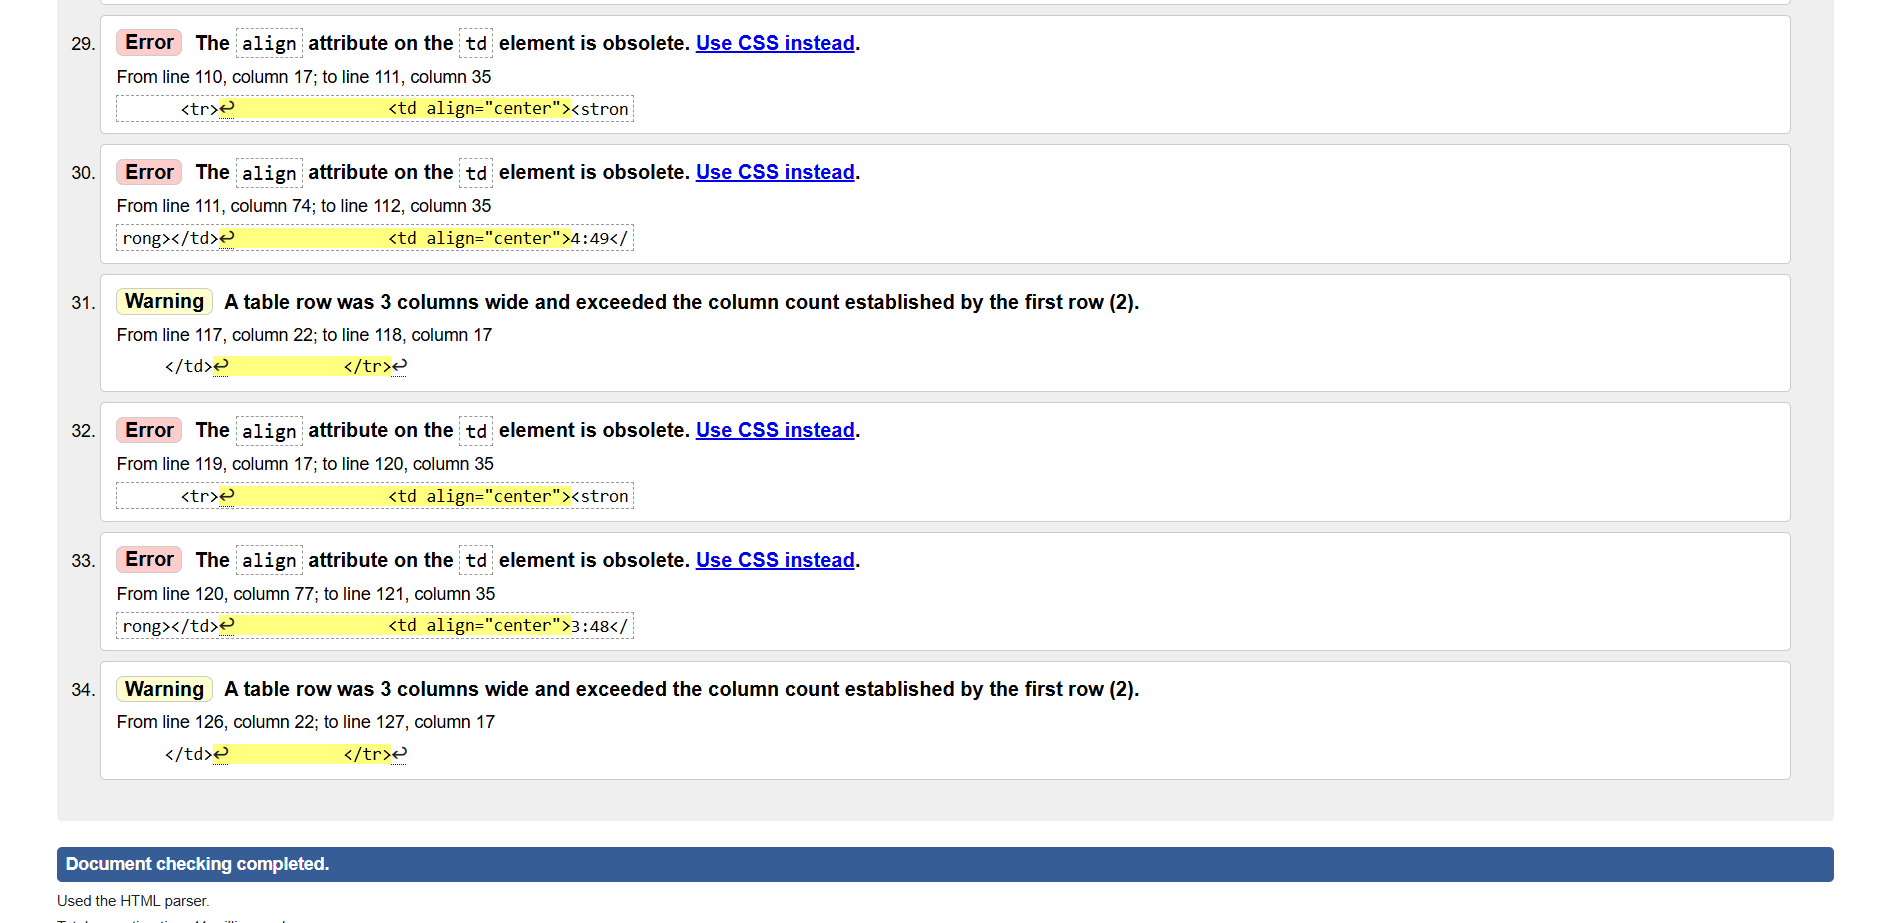 29. Error The align attribute on the td element is obsolete. Use CSS instead.
From line 110, column 17; to line 111, column 35
<tr>↩ <td align="center"><stron
30. Error The align attribute on the td element is obsolete. Use CSS instead.
From line 111, column 74; to line 112, column 35
rong></td>↩ <td align="center">4:49</
31. Warning A table row was 3 columns wide and exceeded the column count established by the first row (2).
From line 117, column 22; to line 118, column 17
</td>↩ </tr>↩
32. Error The align attribute on the td element is obsolete. Use CSS instead.
From line 119, column 17; to line 120, column 35
<tr>↩ <td align="center"><stron
33. Error The align attribute on the td element is obsolete. Use CSS instead.
From line 120, column 77; to line 121, column 35
rong></td>↩ <td align="center">3:48</
34. Warning A table row was 3 columns wide and exceeded the column count established by the first row (2).
From line 126, column 22; to line 127, column 17
</td>↩ </tr>↩
Document checking completed.
Used the HTML parser.